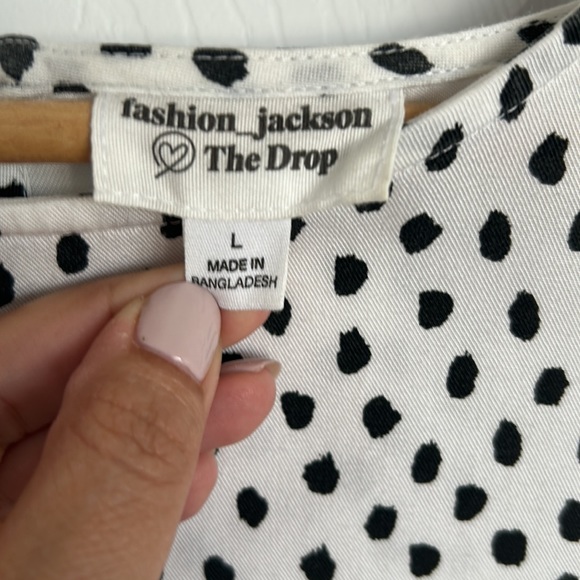 fashion_jackson
The Drop
L
MADE IN
BANGLADESH